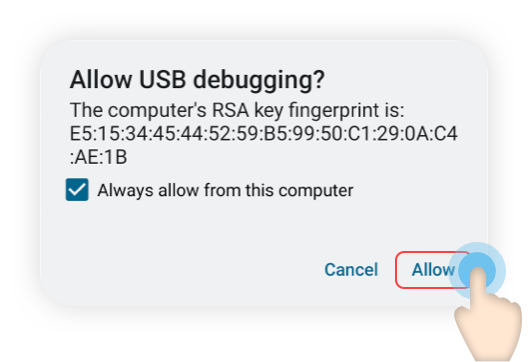 Allow USB debugging?
The computer's RSA key fingerprint is:
E5:15:34:45:44:52:59:B5:99:50:C1:29:0A:C4
:AE:1B
Always allow from this computer
Cancel Allow